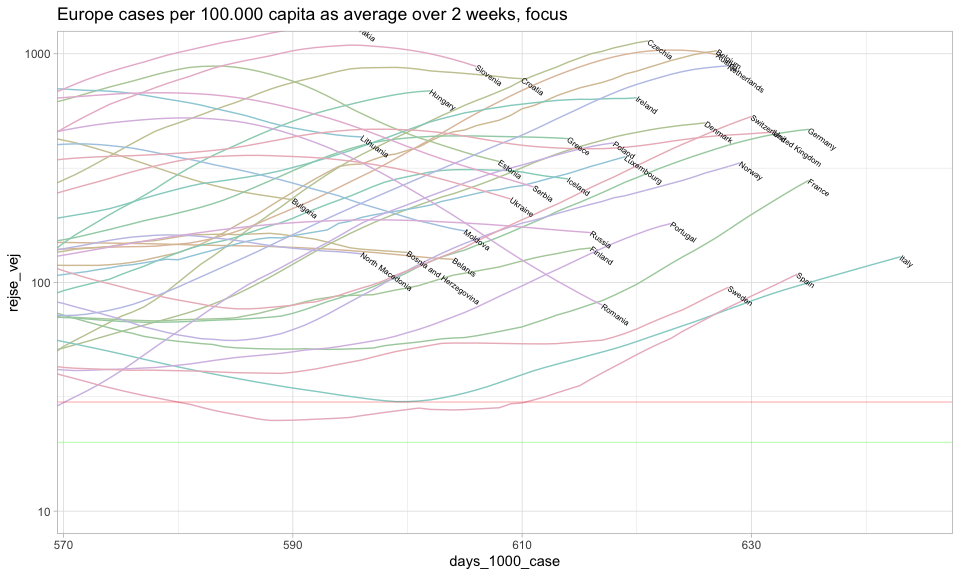 Europe cases per 100.000 capita as average over 2 weeks, focus
rejse_vej
1000
100
10
akia
Slovenia
Croatia
Czechia
Belgium
Netherlands
Hungary
Ireland
Lithuania
Greece
Poland
Denmark
Switzerland
United Kingdom
Germany
Estonia
Serbia
Iceland
Luxembourg
Norway
France
Bulgaria
Ukraine
Moldova
Russia
Finland
Portugal
North Macedonia
Bosnia and Herzegovina
Belarus
Romania
Sweden
Spain
Italy
570
590
610
630
days_1000_case